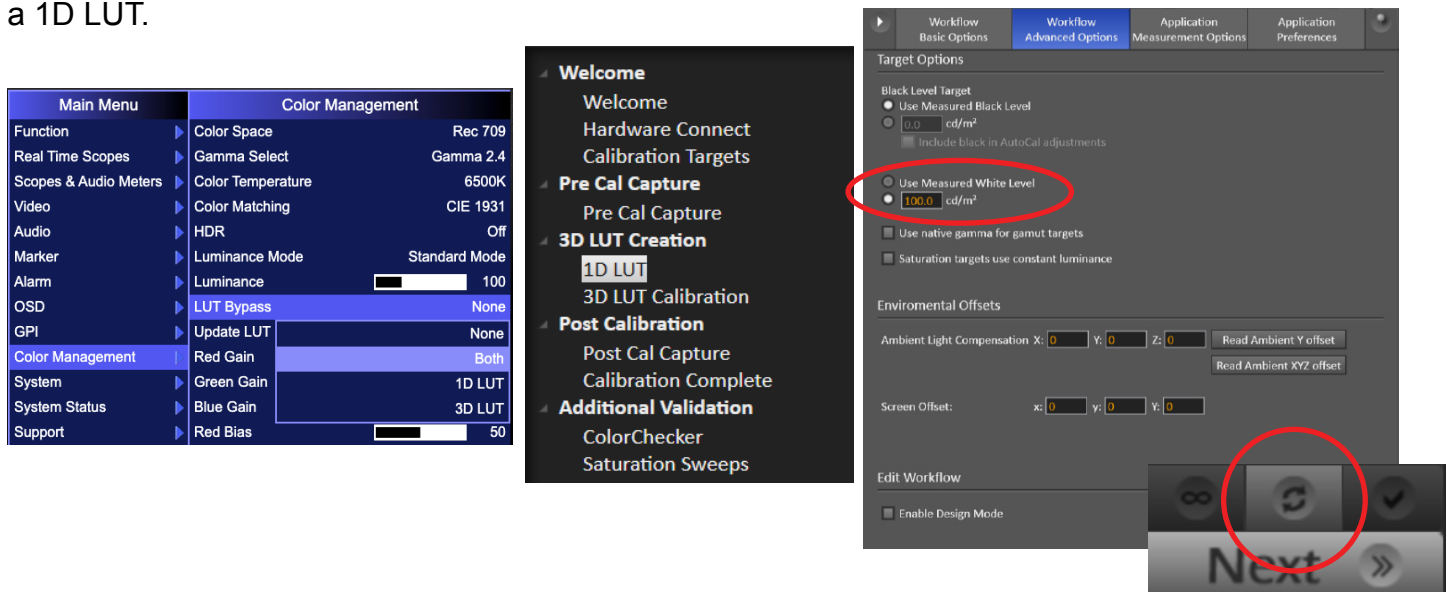 a 1D LUT.
Main Menu
Function
Real Time Scopes
Scopes & Audio Meters
Video
Audio
Marker
Alarm
OSD
GPI
Color Management
System
System Status
Support
Color Management
Color Space Rec 709
Gamma Select Gamma 2.4
Color Temperature 6500K
Color Matching CIE 1931
HDR Off
Luminance Mode Standard Mode
Luminance 100
LUT Bypass None
Update LUT None
Red Gain Both
Green Gain 1D LUT
Blue Gain 3D LUT
Red Bias 50
Welcome
Welcome
Hardware Connect
Calibration Targets
Pre Cal Capture
Pre Cal Capture
3D LUT Creation
1D LUT
3D LUT Calibration
Post Calibration
Post Cal Capture
Calibration Complete
Additional Validation
ColorChecker
Saturation Sweeps
Workflow
Basic Options
Workflow
Advanced Options
Application
Measurement Options
Application
Preferences
Target Options
Black Level Target
Use Measured Black Level
0.0 cd/m²
Include black in AutoCal adjustments
Use Measured White Level
100.0 cd/m²
Use native gamma for gamut targets
Saturation targets use constant luminance
Enviromental Offsets
Ambient Light Compensation X: 0 Y: 0 Z: 0 Read Ambient Y offset
Read Ambient XYZ offset
Screen Offset: x: 0 y: 0 Y: 0
Edit Workflow
Enable Design Mode
Next